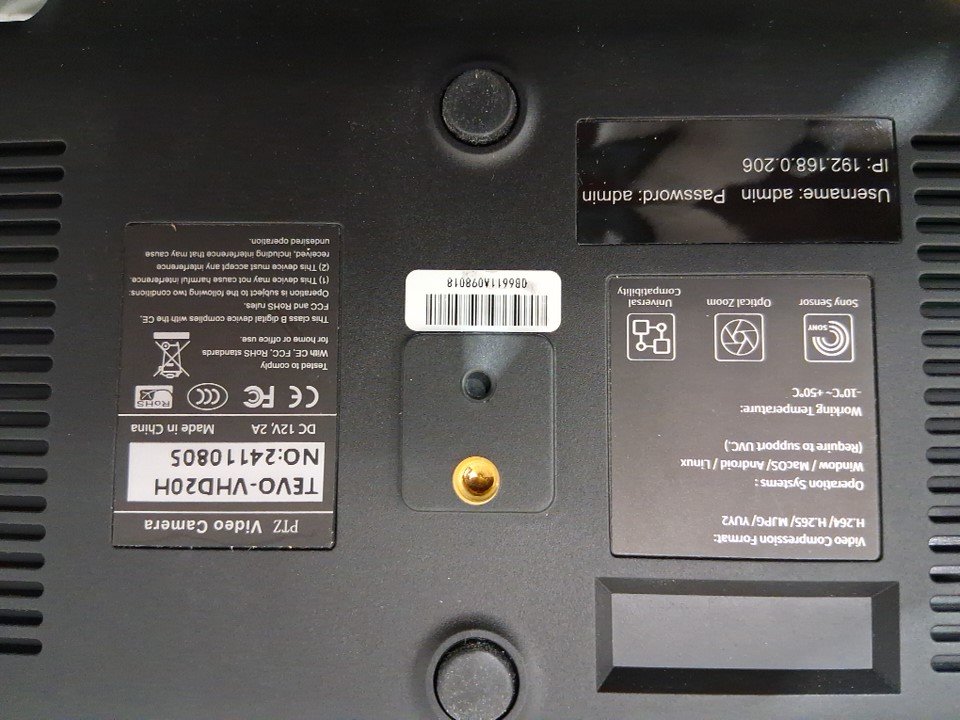 PTZ Video Camera
TEVO-VHD20H
NO:24110805
DC 12V, 2A Made in China
CE FC CCC RoHS
Tested to comply
With CE, FCC, RoHS standards
for home or office use.
This class B digital device complies with the CE,
FCC and RoHS rules.
Operation is subject to the following two conditions:
(1) This device may not cause harmful interference.
(2) This device must accept any interference
received, including interference that may cause
undesired operation.
QB6611A098018
Video Compression Format:
H.264/ H.265/ MJPG/ YUY2
Operation Systems :
Window / MacOS/ Android / Linux
(Require to support UVC)
Working Temperature:
-10°C~ +50°C
SONY
Sony Sensor
Optical Zoom
Universal
Compatibility
Username: admin Password: admin
IP: 192.168.0.206